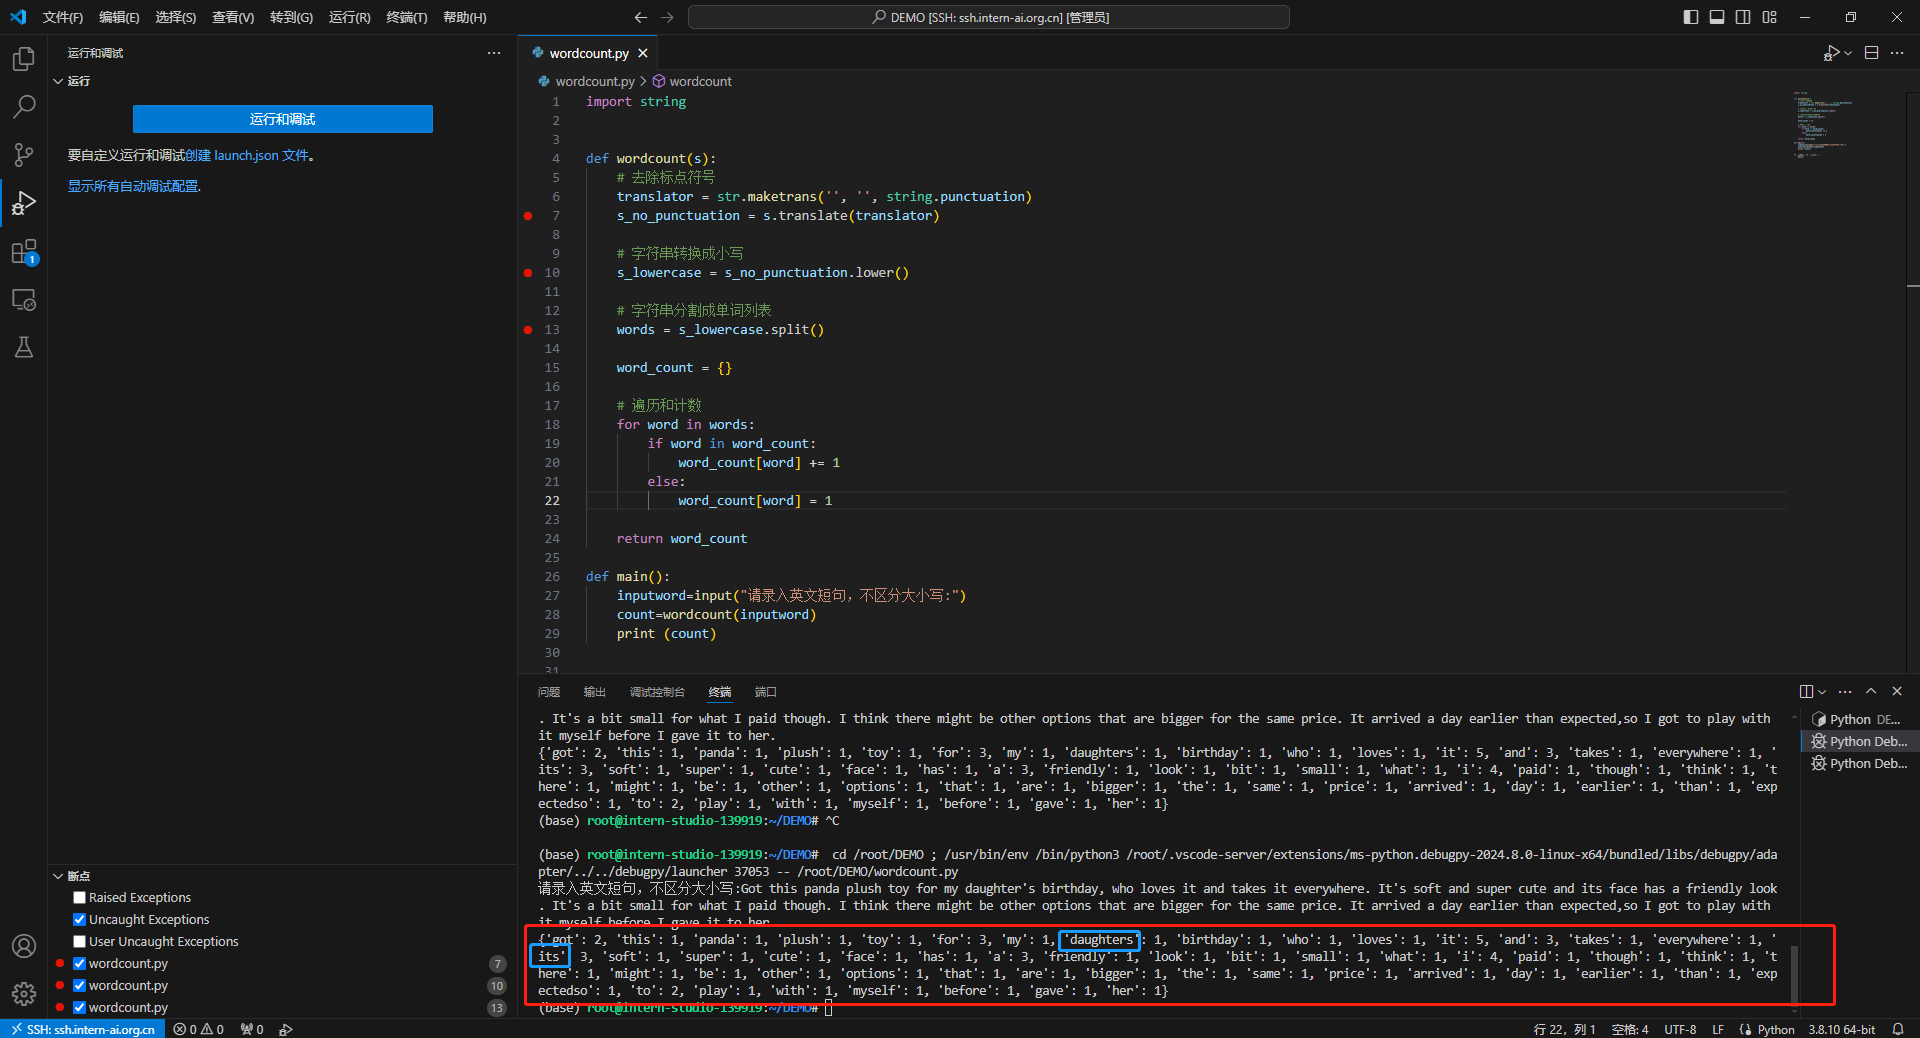 文件(F) 编辑(E) 选择(S) 查看(V) 转到(G) 运行(R) 终端(T) 帮助(H)
DEMO [SSH: ssh.intern-ai.org.cn] [管理员]
运行和调试
运行
运行和调试
要自定义运行和调试创建 launch.json 文件。
显示所有自动调试配置.
wordcount.py
wordcount.py > wordcount
1 import string
2
3
4 def wordcount(s):
5 # 去除标点符号
6 translator = str.maketrans('', '', string.punctuation)
7 s_no_punctuation = s.translate(translator)
8
9 # 字符串转换成小写
10 s_lowercase = s_no_punctuation.lower()
11
12 # 字符串分割成单词列表
13 words = s_lowercase.split()
14
15 word_count = {}
16
17 # 遍历和计数
18 for word in words:
19 if word in word_count:
20 word_count[word] += 1
21 else:
22 word_count[word] = 1
23
24 return word_count
25
26 def main():
27 inputword=input("请录入英文短句，不区分大小写:")
28 count=wordcount(inputword)
29 print (count)
30
31
问题 输出 调试控制台 终端 端口
. It's a bit small for what I paid though. I think there might be other options that are bigger for the same price. It arrived a day earlier than expected,so I got to play with
it myself before I gave it to her.
{'got': 2, 'this': 1, 'panda': 1, 'plush': 1, 'toy': 1, 'for': 3, 'my': 1, 'daughters': 1, 'birthday': 1, 'who': 1, 'loves': 1, 'it': 5, 'and': 3, 'takes': 1, 'everywhere': 1, '
its': 3, 'soft': 1, 'super': 1, 'cute': 1, 'face': 1, 'has': 1, 'a': 3, 'friendly': 1, 'look': 1, 'bit': 1, 'small': 1, 'what': 1, 'i': 4, 'paid': 1, 'though': 1, 'think': 1, 't
here': 1, 'might': 1, 'be': 1, 'other': 1, 'options': 1, 'that': 1, 'are': 1, 'bigger': 1, 'the': 1, 'same': 1, 'price': 1, 'arrived': 1, 'day': 1, 'earlier': 1, 'than': 1, 'exp
ectedso': 1, 'to': 2, 'play': 1, 'with': 1, 'myself': 1, 'before': 1, 'gave': 1, 'her': 1}
(base) root@intern-studio-139919:~/DEMO# ^C
(base) root@intern-studio-139919:~/DEMO# cd /root/DEMO ; /usr/bin/env /bin/python3 /root/.vscode-server/extensions/ms-python.debugpy-2024.8.0-linux-x64/bundled/libs/debugpy/ada
pter/../../debugpy/launcher 37053 -- /root/DEMO/wordcount.py
请录入英文短句，不区分大小写:Got this panda plush toy for my daughter's birthday, who loves it and takes it everywhere. It's soft and super cute and its face has a friendly look
. It's a bit small for what I paid though. I think there might be other options that are bigger for the same price. It arrived a day earlier than expected,so I got to play with
it myself before I gave it to her.
{'got': 2, 'this': 1, 'panda': 1, 'plush': 1, 'toy': 1, 'for': 3, 'my': 1, 'daughters': 1, 'birthday': 1, 'who': 1, 'loves': 1, 'it': 5, 'and': 3, 'takes': 1, 'everywhere': 1, '
its': 3, 'soft': 1, 'super': 1, 'cute': 1, 'face': 1, 'has': 1, 'a': 3, 'friendly': 1, 'look': 1, 'bit': 1, 'small': 1, 'what': 1, 'i': 4, 'paid': 1, 'though': 1, 'think': 1, 't
here': 1, 'might': 1, 'be': 1, 'other': 1, 'options': 1, 'that': 1, 'are': 1, 'bigger': 1, 'the': 1, 'same': 1, 'price': 1, 'arrived': 1, 'day': 1, 'earlier': 1, 'than': 1, 'exp
ectedso': 1, 'to': 2, 'play': 1, 'with': 1, 'myself': 1, 'before': 1, 'gave': 1, 'her': 1}
(base) root@intern-studio-139919:~/DEMO#
Python DE...
Python Deb...
Python Deb...
断点
Raised Exceptions
Uncaught Exceptions
User Uncaught Exceptions
wordcount.py 7
wordcount.py 10
wordcount.py 13
1
SSH: ssh.intern-ai.org.cn 0 0 0
行 22，列 1 空格: 4 UTF-8 LF Python 3.8.10 64-bit